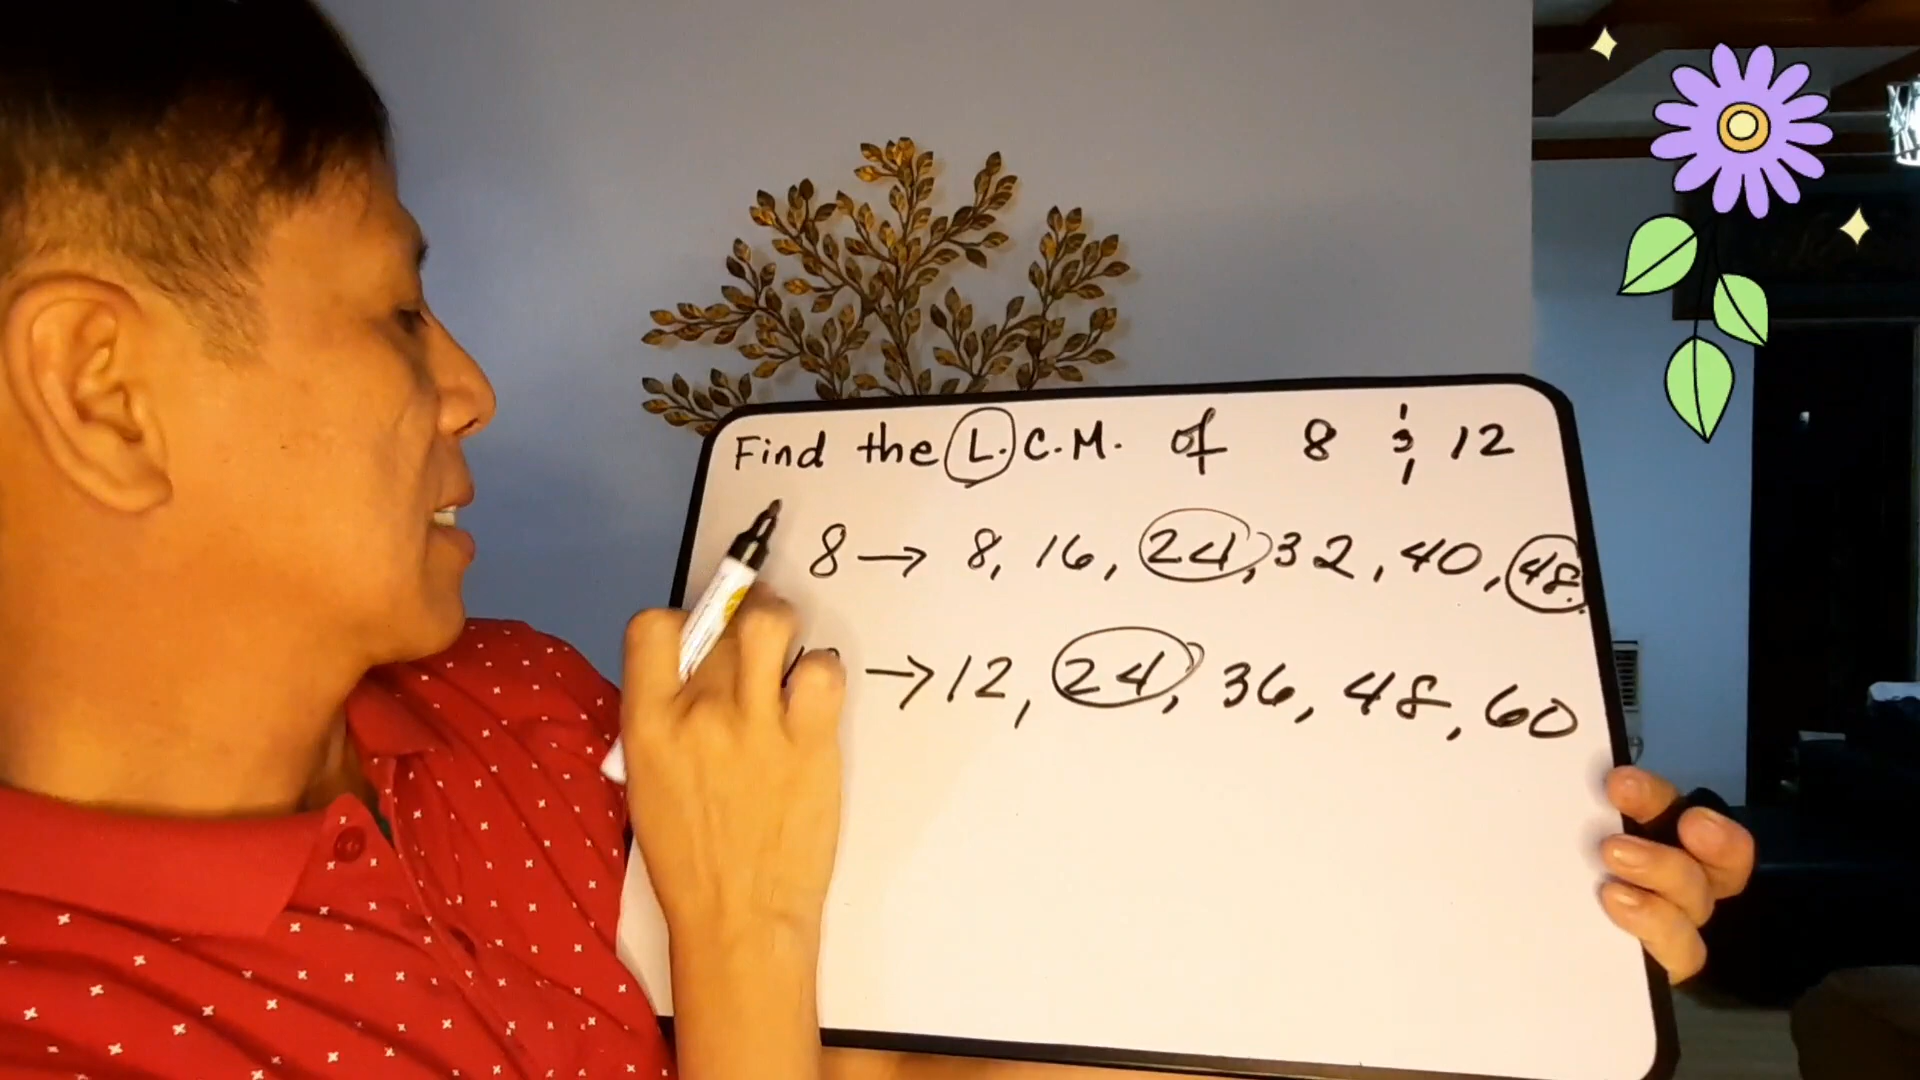 Find the L.C.M. of 8 & 12
8 → 8, 16, 24, 32, 40, 48.
→ 12, 24, 36, 48, 60